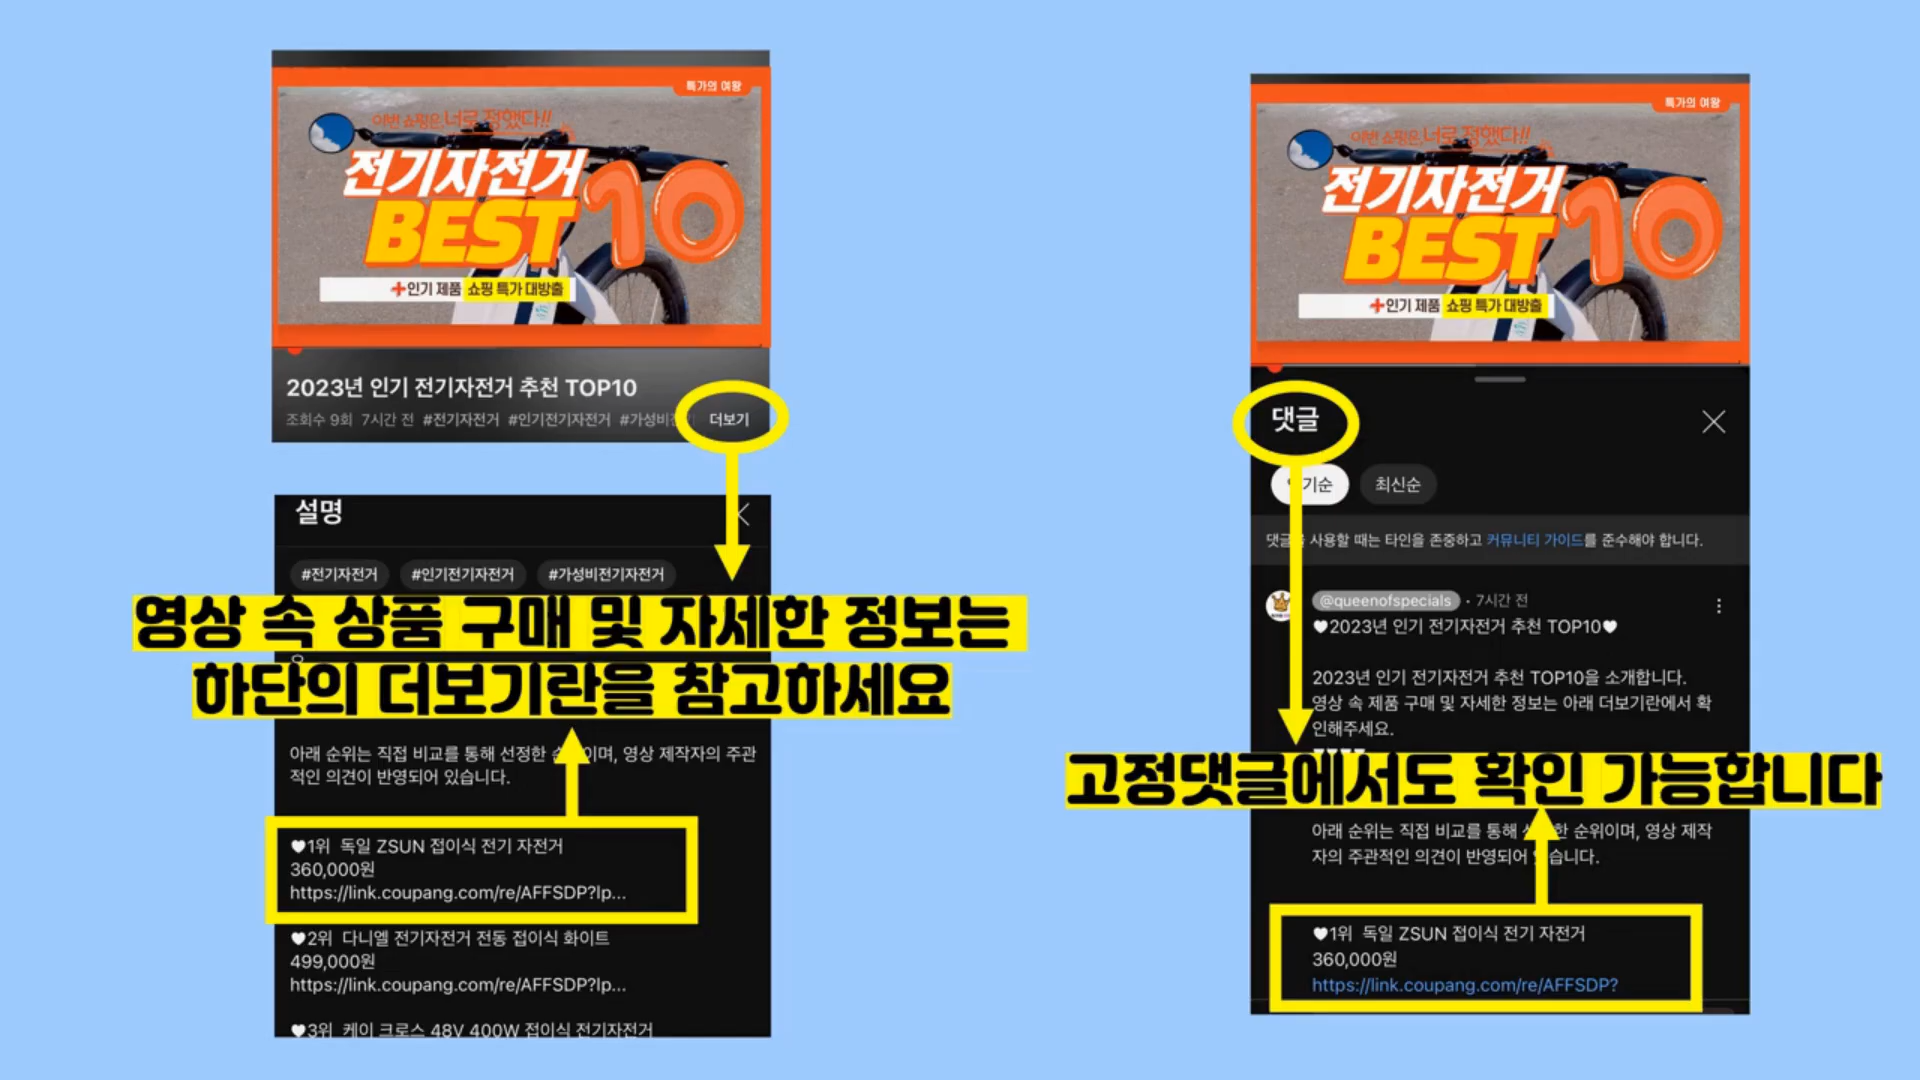 특가의 여왕
이번 쇼핑은,너로 정했다!!
전기자전거
BEST 10
+인기 제품 쇼핑 특가 대방출
2023년 인기 전기자전거 추천 TOP10
조회수 9회 7시간 전 #전기자전거 #인기전기자전거 #가성비 더보기
설명
#전기자전거 #인기전기자전거 #가성비전기자전거
영상 속 상품 구매 및 자세한 정보는
하단의 더보기란을 참고하세요
아래 순위는 직접 비교를 통해 선정한 이며, 영상 제작자의 주관
적인 의견이 반영되어 있습니다.
♥1위 독일 ZSUN 접이식 전기 자전거
360,000원
https://link.coupang.com/re/AFFSDP?lp...
♥2위 다니엘 전기자전거 전동 접이식 화이트
499,000원
https://link.coupang.com/re/AFFSDP?lp...
♥3위 케이 크로스 48V 400W 접이식 전기자전거
특가의 여왕
이번 쇼핑은,너로 정했다!!
전기자전거
BEST 10
+인기 제품 쇼핑 특가 대방출
댓글
기순 최신순
댓글 사용할 때는 타인을 존중하고 커뮤니티 가이드를 준수해야 합니다.
@queenofspecials · 7시간 전
♥2023년 인기 전기자전거 추천 TOP10♥
2023년 인기 전기자전거 추천 TOP10을 소개합니다.
영상 속 제품 구매 및 자세한 정보는 아래 더보기란에서 확
인해주세요.
고정댓글에서도 확인 가능합니다
아래 순위는 직접 비교를 통해 한 순위이며, 영상 제작
자의 주관적인 의견이 반영되어 습니다.
♥1위 독일 ZSUN 접이식 전기 자전거
360,000원
https://link.coupang.com/re/AFFSDP?